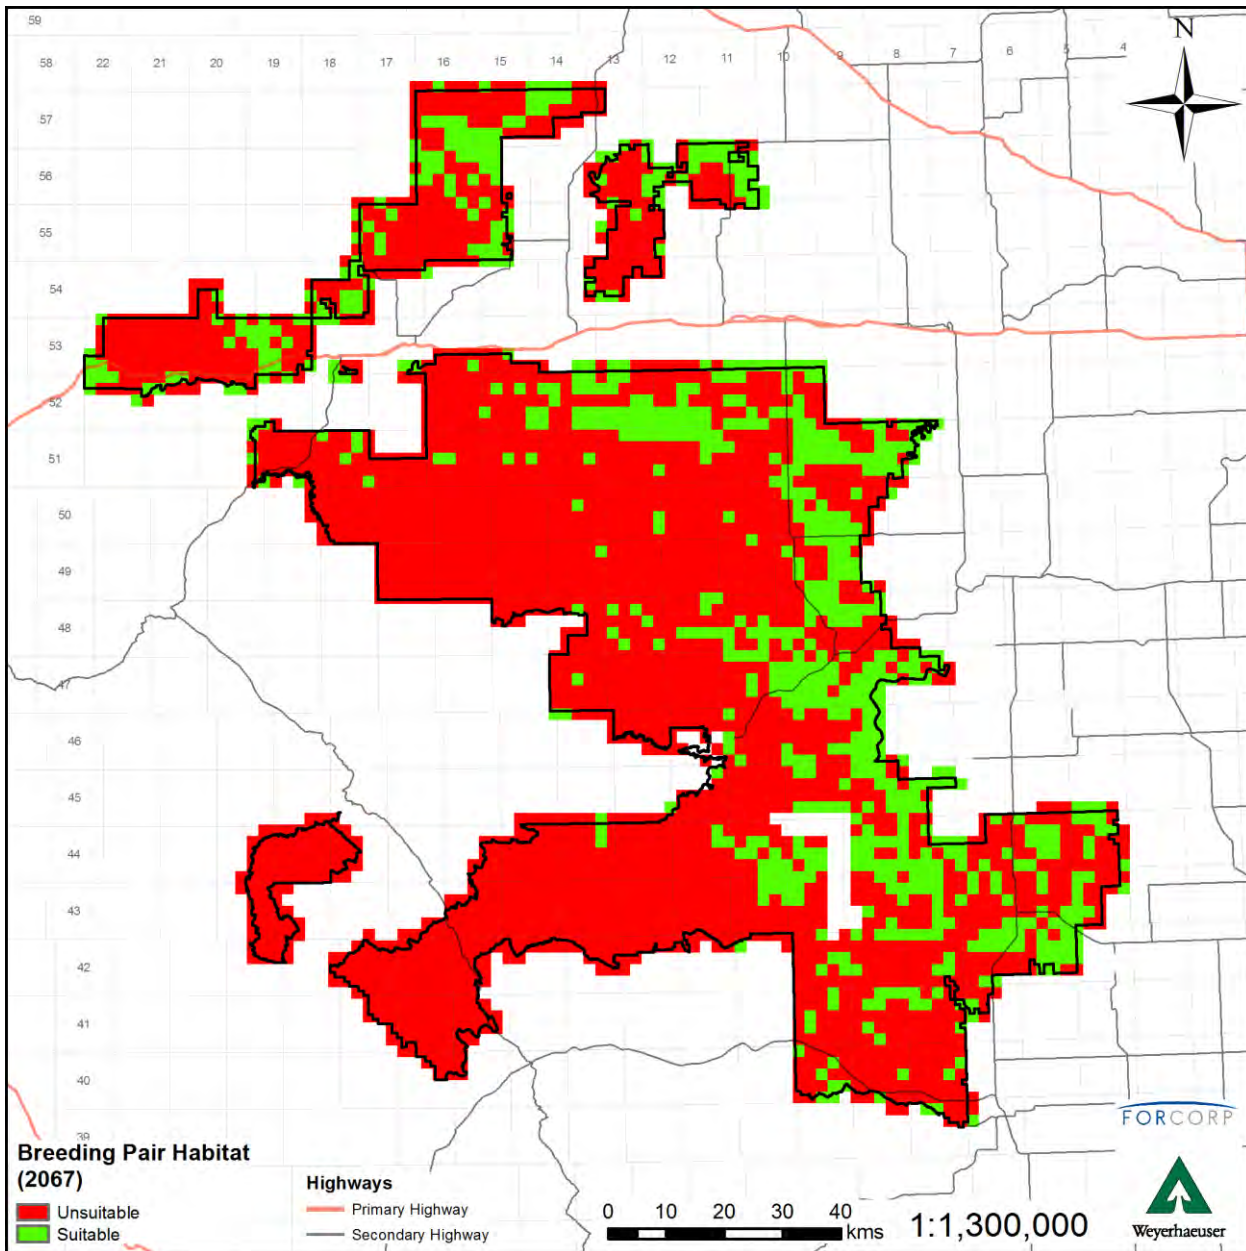 59
N
58 22 21 20 19 18 17 16 15 14 13 12 11 10 9 8 7 6 5 4
57
56
55
54
53
52
51
50
49
48
47
46
45
44
43
42
41
40
39
Breeding Pair Habitat
(2067)
Unsuitable
Suitable
Highways
Primary Highway
Secondary Highway
0 10 20 30 40
kms
1:1,300,000
FORCORP
Weyerhaeuser